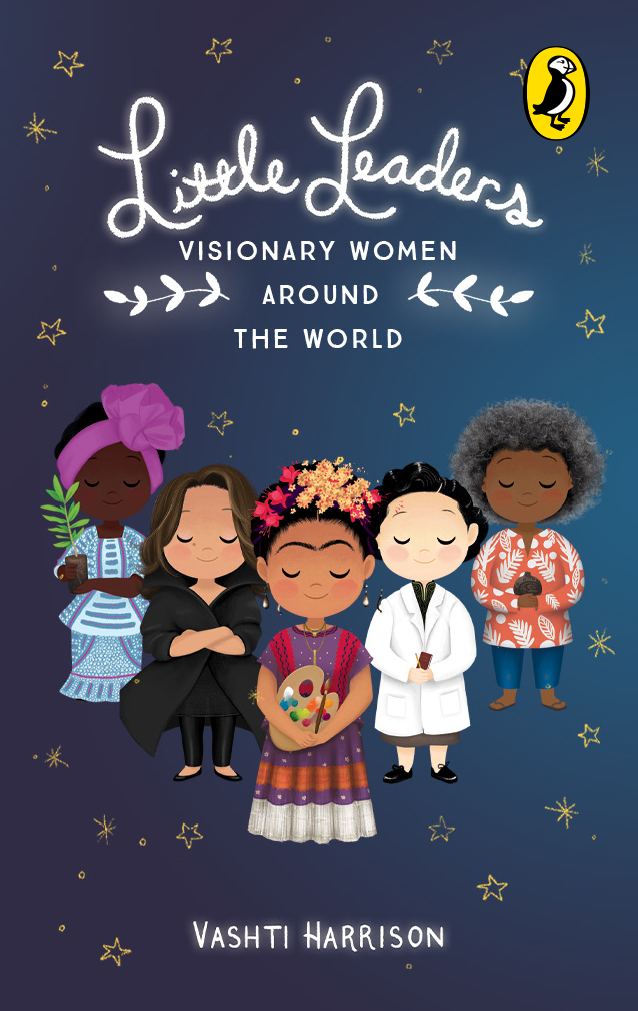 Little Leaders
VISIONARY WOMEN
AROUND
THE WORLD
VASHTI HARRISON